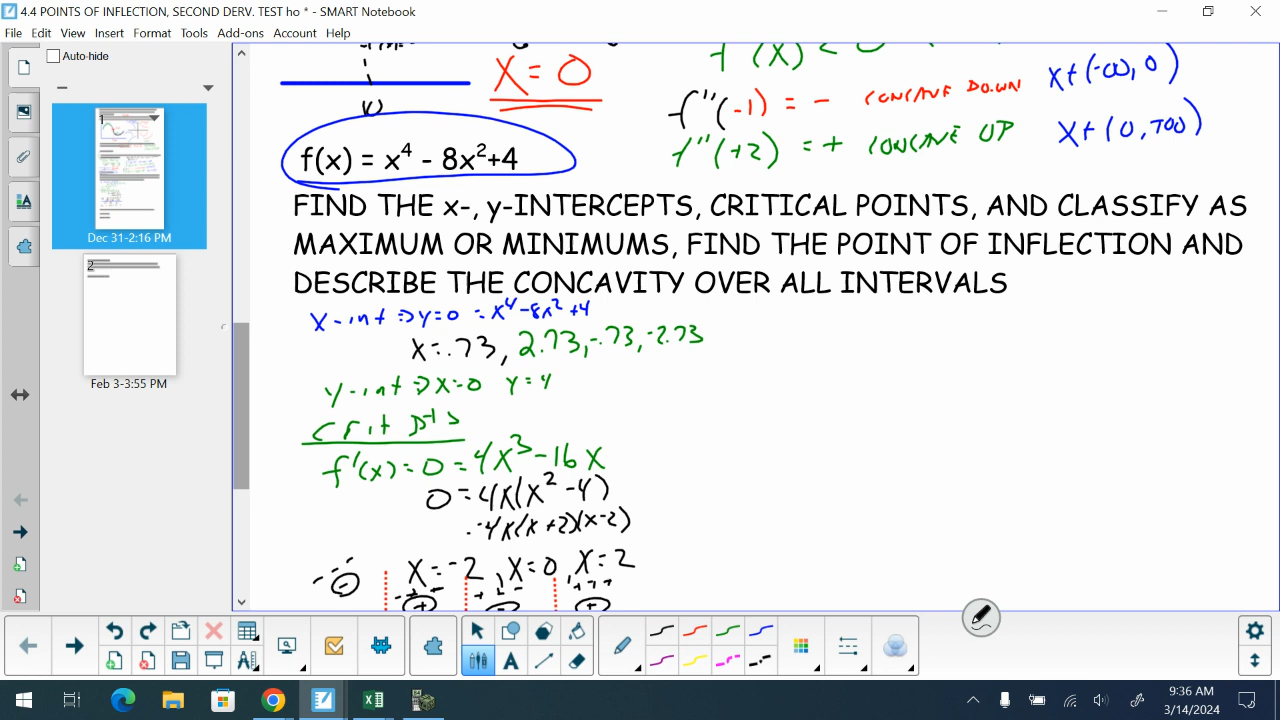 4.4 POINTS OF INFLECTION, SECOND DERV. TEST ho * - SMART Notebook
File Edit View Insert Format Tools Add-ons Account Help
Auto-hide
1
Dec 31-2:16 PM
2
Feb 3-3:55 PM
X = 0
f(x) = x⁴ - 8x²+4
f''(-1) = - CONCAVE DOWN X+(-∞, 0)
f''(+2) = + CONCAVE UP X+(0, +∞)
FIND THE x-, y-INTERCEPTS, CRITICAL POINTS, AND CLASSIFY AS
MAXIMUM OR MINIMUMS, FIND THE POINT OF INFLECTION AND
DESCRIBE THE CONCAVITY OVER ALL INTERVALS
X-int => y=0 = x⁴-8x²+4
X=.73, 2.73, -.73, -2.73
y-int => X=0 y=4
crit pts
f'(x) = 0 = 4X³-16X
0 = 4X(X²-4)
4X(X+2)(X-2)
X=-2 X=0 X=2
9:36 AM
3/14/2024